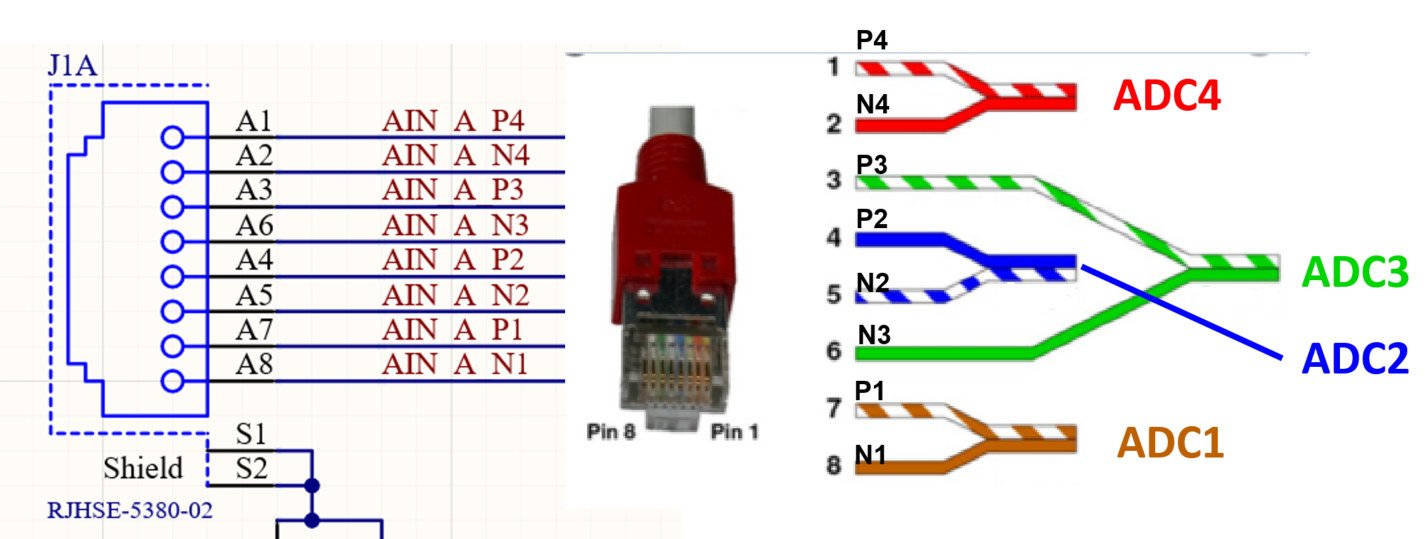 J1A
A1 AIN A P4
A2 AIN A N4
A3 AIN A P3
A6 AIN A N3
A4 AIN A P2
A5 AIN A N2
A7 AIN A P1
A8 AIN A N1
S1
Shield S2
RJHSE-5380-02
Pin 8 Pin 1
P4
1
ADC4
N4
2
P3
3
P2
4
ADC3
N2
5
N3
6
ADC2
P1
7
ADC1
N1
8